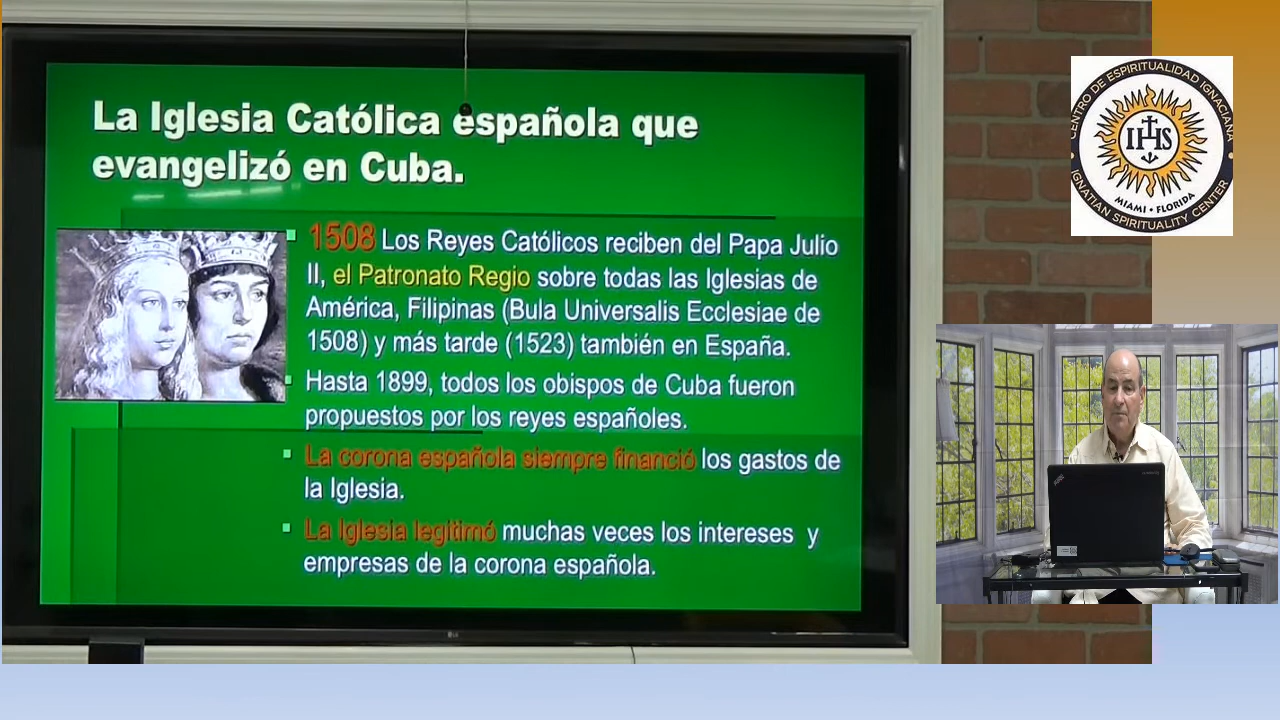 La Iglesia Católica española que
evangelizó en Cuba.
1508 Los Reyes Católicos reciben del Papa Julio
II, el Patronato Regio sobre todas las Iglesias de
América, Filipinas (Bula Universalis Ecclesiae de
1508) y más tarde (1523) también en España.
Hasta 1899, todos los obispos de Cuba fueron
propuestos por los reyes españoles.
La corona española siempre financió los gastos de
la Iglesia.
La Iglesia legitimó muchas veces los intereses y
empresas de la corona española.
LG
CENTRO DE ESPIRITUALIDAD IGNACIANA
IHS
MIAMI • FLORIDA
IGNATIAN SPIRITUALITY CENTER